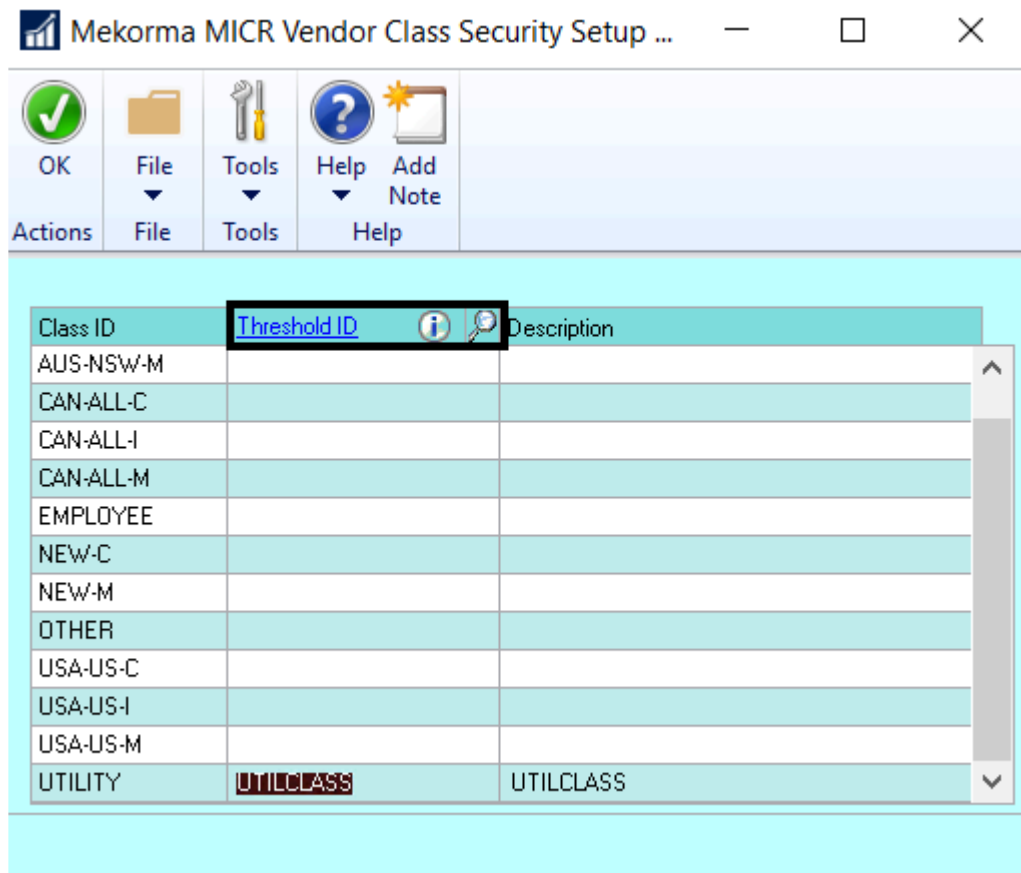 Mekorma MICR Vendor Class Security Setup ...
OK File Tools Help Add Note
Actions File Tools Help
Class ID Threshold ID Description
AUS-NSW-M
CAN-ALL-C
CAN-ALL-I
CAN-ALL-M
EMPLOYEE
NEW-C
NEW-M
OTHER
USA-US-C
USA-US-I
USA-US-M
UTILITY UTILCLASS UTILCLASS